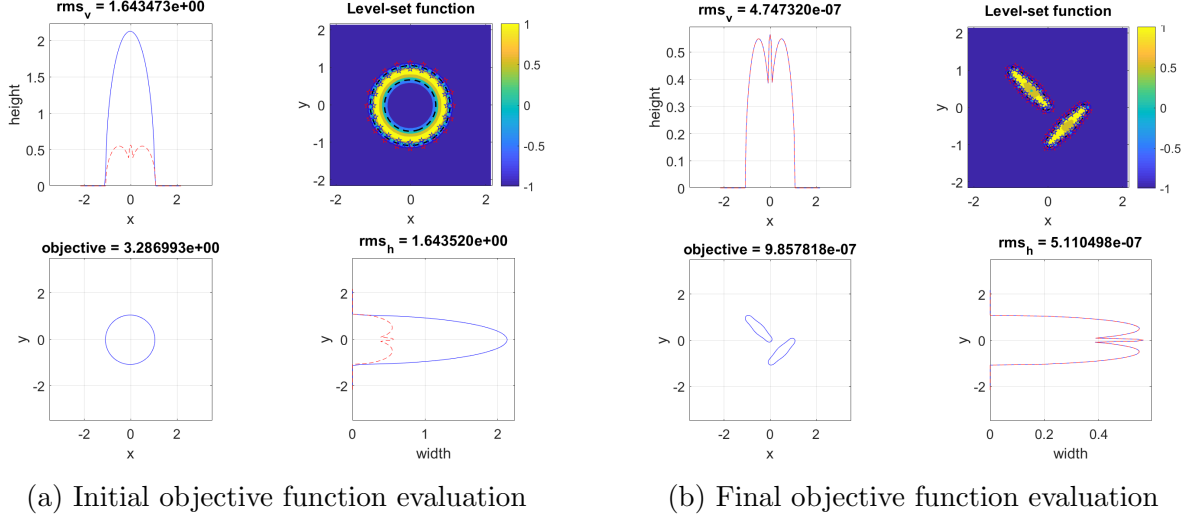 rms_v = 1.643473e+00
height
2
1.5
1
0.5
0
-2 0 2
x
Level-set function
y
2
1
0
-1
-2
-2 0 2
x
1
0.5
0
-0.5
-1
objective = 3.286993e+00
y
2
0
-2
-2 0 2
x
rms_h = 1.643520e+00
y
2
0
-2
0 1 2
width
(a) Initial objective function evaluation
rms_v = 4.747320e-07
height
0.5
0.4
0.3
0.2
0.1
0
-2 0 2
x
Level-set function
y
2
1
0
-1
-2
-2 0 2
x
1
0.5
0
-0.5
-1
objective = 9.857818e-07
y
2
0
-2
-2 0 2
x
rms_h = 5.110498e-07
y
2
0
-2
0 0.2 0.4
width
(b) Final objective function evaluation